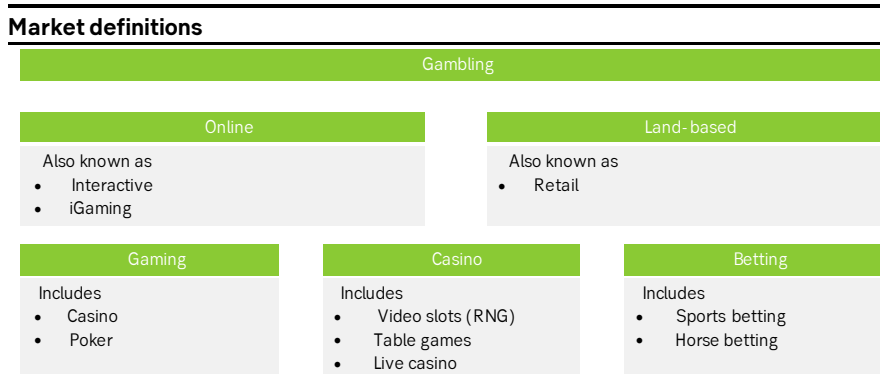 Market definitions
Gambling
Online
Also known as
• Interactive
• iGaming
Land-based
Also known as
• Retail
Gaming
Includes
• Casino
• Poker
Casino
Includes
• Video slots (RNG)
• Table games
• Live casino
Betting
Includes
• Sports betting
• Horse betting